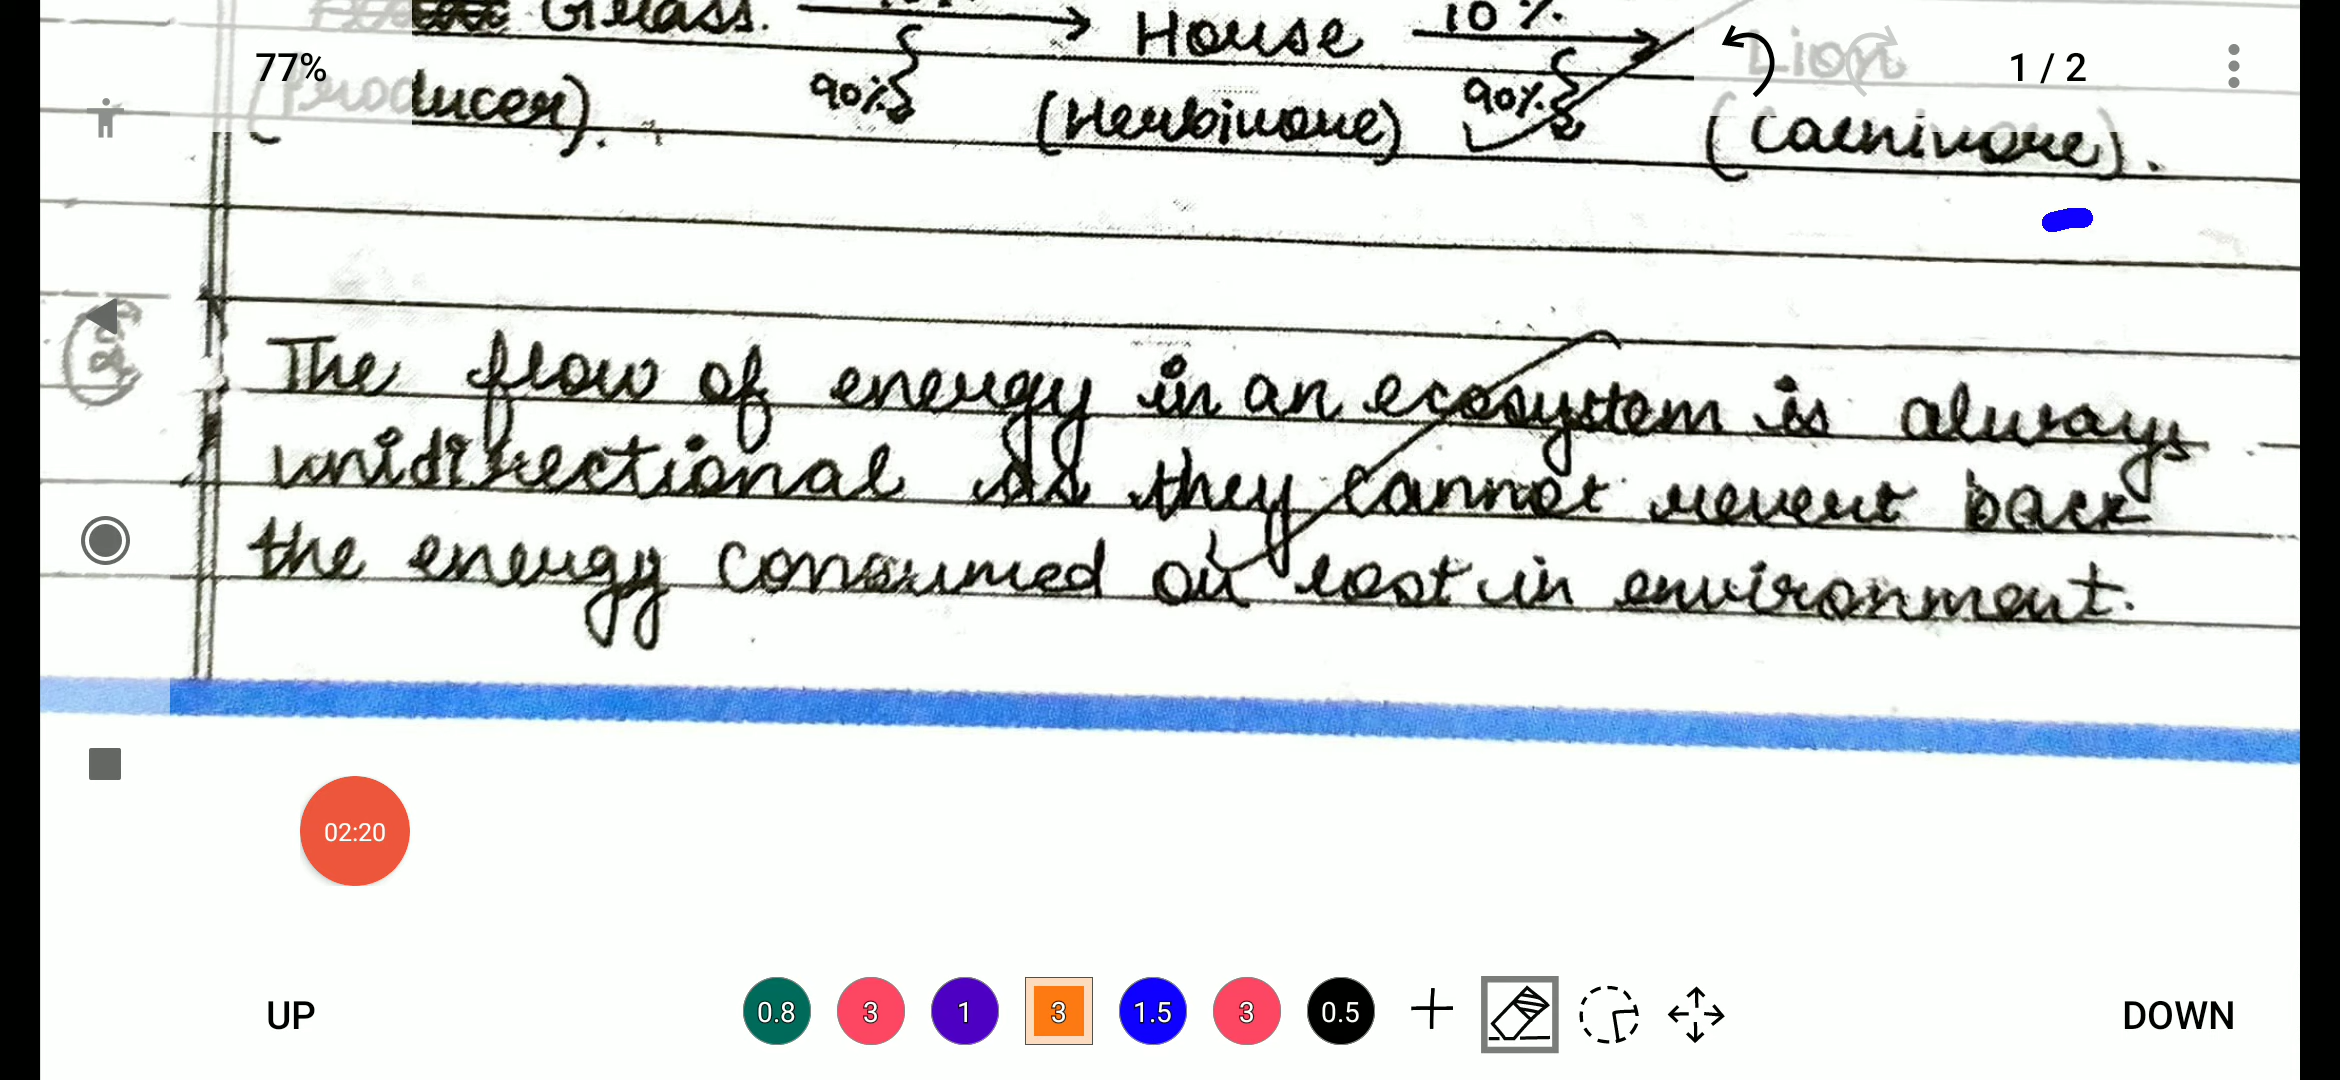 Grass. → House 10% → Lion
77% 1 / 2
(Producer). 90% (Herbivore) 90% (Carnivore).
The flow of energy in an ecosystem is always
unidirectional as they cannot revert back
the energy consumed or lost in environment.
02:20
UP 0.8 3 1 3 1.5 3 0.5 DOWN